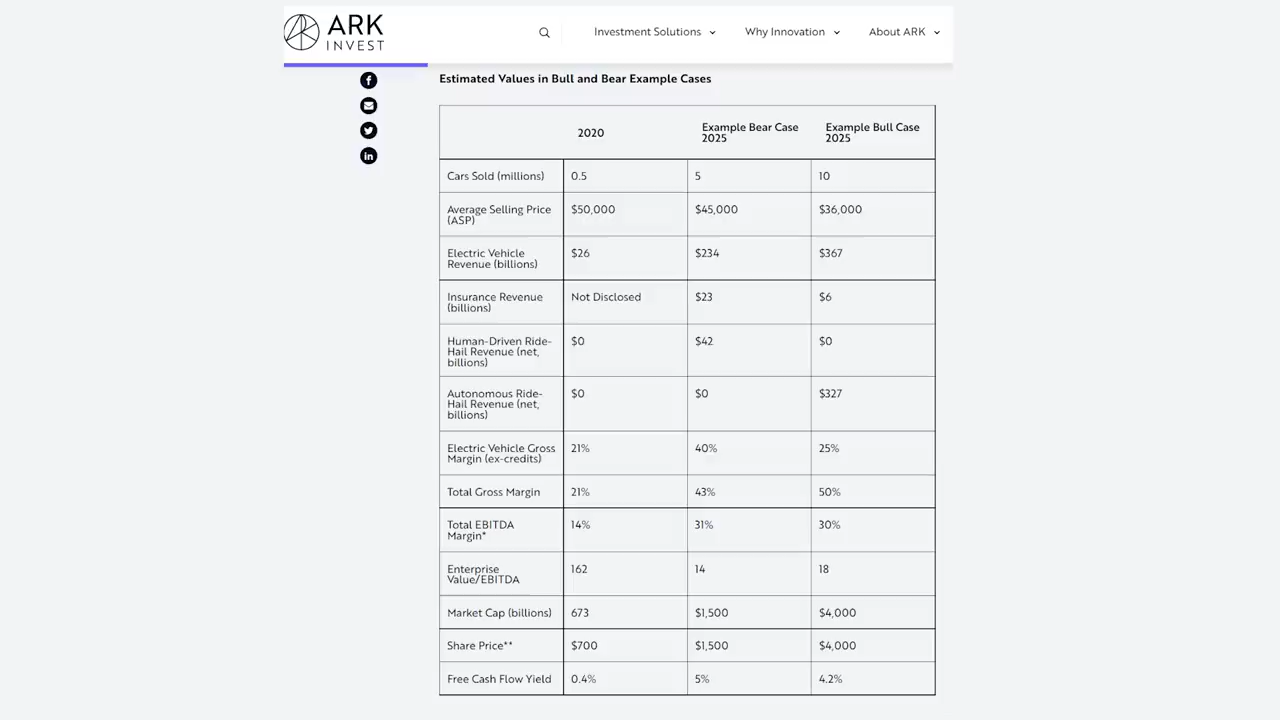 ARK
INVEST
Investment Solutions
Why Innovation
About ARK
Estimated Values in Bull and Bear Example Cases
2020
Example Bear Case
2025
Example Bull Case
2025
Cars Sold (millions)
0.5
5
10
Average Selling Price
(ASP)
$50,000
$45,000
$36,000
Electric Vehicle
Revenue (billions)
$26
$234
$367
Insurance Revenue
(billions)
Not Disclosed
$23
$6
Human-Driven Ride-
Hail Revenue (net,
billions)
$0
$42
$0
Autonomous Ride-
Hail Revenue (net,
billions)
$0
$0
$327
Electric Vehicle Gross
Margin (ex-credits)
21%
40%
25%
Total Gross Margin
21%
43%
50%
Total EBITDA
Margin*
14%
31%
30%
Enterprise
Value/EBITDA
162
14
18
Market Cap (billions)
673
$1,500
$4,000
Share Price**
$700
$1,500
$4,000
Free Cash Flow Yield
0.4%
5%
4.2%